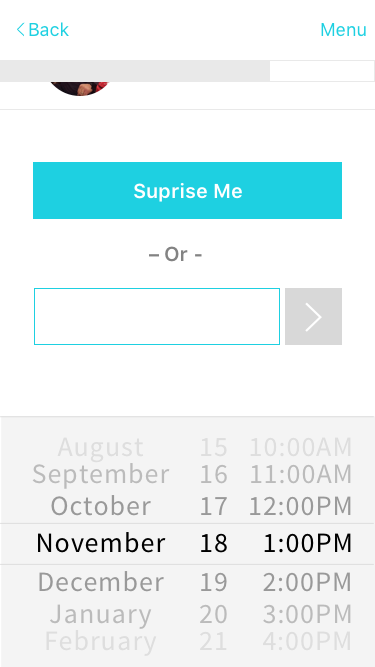 Back Menu
Suprise Me
– Or -
August 15 10:00AM
September 16 11:00AM
October 17 12:00PM
November 18 1:00PM
December 19 2:00PM
January 20 3:00PM
February 21 4:00PM